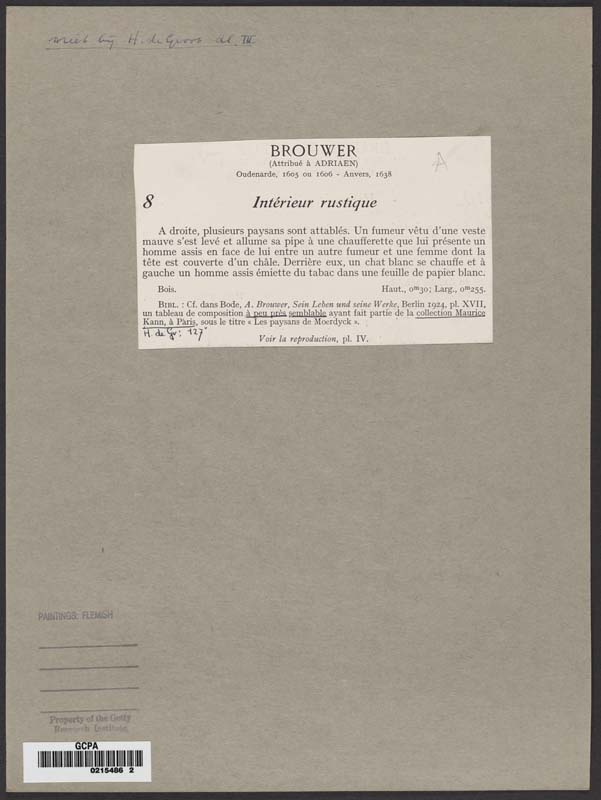 niet bij H. de Groot dl. III
BROUWER
(Attribué à ADRIAEN)
A
Oudenarde, 1605 ou 1606 - Anvers, 1638
8
Intérieur rustique
A droite, plusieurs paysans sont attablés. Un fumeur vêtu d'une veste
mauve s'est levé et allume sa pipe à une chaufferette que lui présente un
homme assis en face de lui entre un autre fumeur et une femme dont la
tête est couverte d'un châle. Derrière eux, un chat blanc se chauffe et à
gauche un homme assis émiette du tabac dans une feuille de papier blanc.
Bois. Haut., 0m30; Larg., 0m255.
BIBL. : Cf. dans Bode, A. Brouwer, Sein Leben und seine Werke, Berlin 1924, pl. XVII,
un tableau de composition à peu près semblable ayant fait partie de la collection Maurice
Kann, à Paris, sous le titre « Les paysans de Moerdyck ».
H. de Gr: 127
Voir la reproduction, pl. IV.
PAINTINGS: FLEMISH
Property of the Getty
Research Institute
GCPA
0215486 2